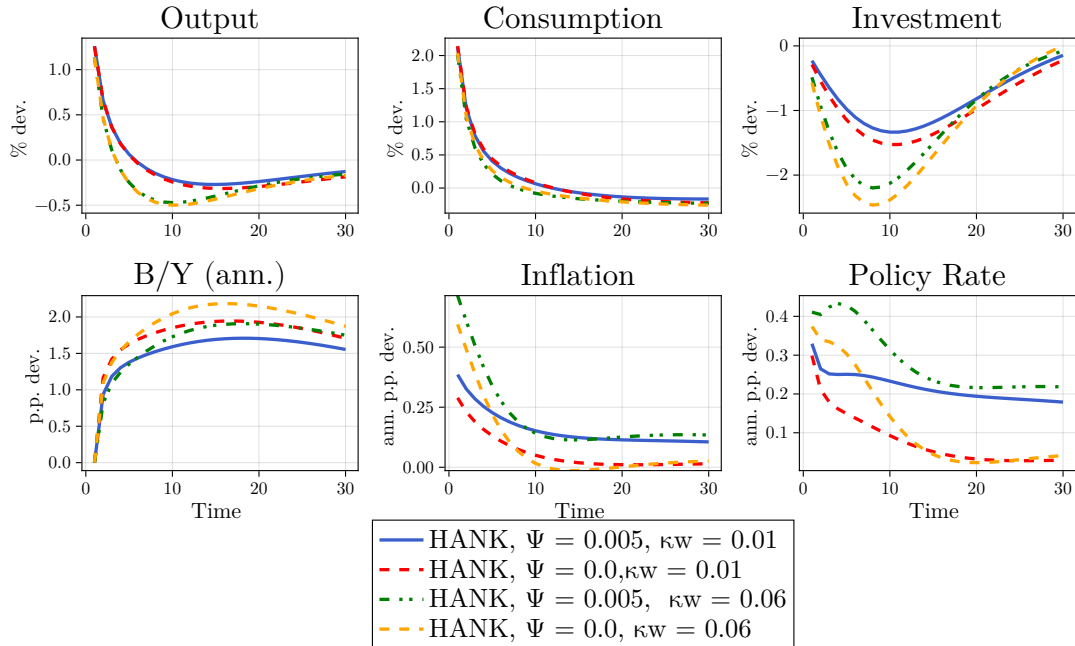 Output
Consumption
Investment
% dev.
1.0
0.5
0.0
−0.5
0
10
20
30
% dev.
2.0
1.5
1.0
0.5
0.0
0
10
20
30
% dev.
0
−1
−2
0
10
20
30
B/Y (ann.)
Inflation
Policy Rate
p.p. dev.
2.0
1.5
1.0
0.5
0.0
0
10
20
30
Time
ann. p.p. dev.
0.50
0.25
0.00
0
10
20
30
Time
ann. p.p. dev.
0.4
0.3
0.2
0.1
0
10
20
30
Time
HANK, Ψ = 0.005, κw = 0.01
HANK, Ψ = 0.0,κw = 0.01
HANK, Ψ = 0.005, κw = 0.06
HANK, Ψ = 0.0, κw = 0.06